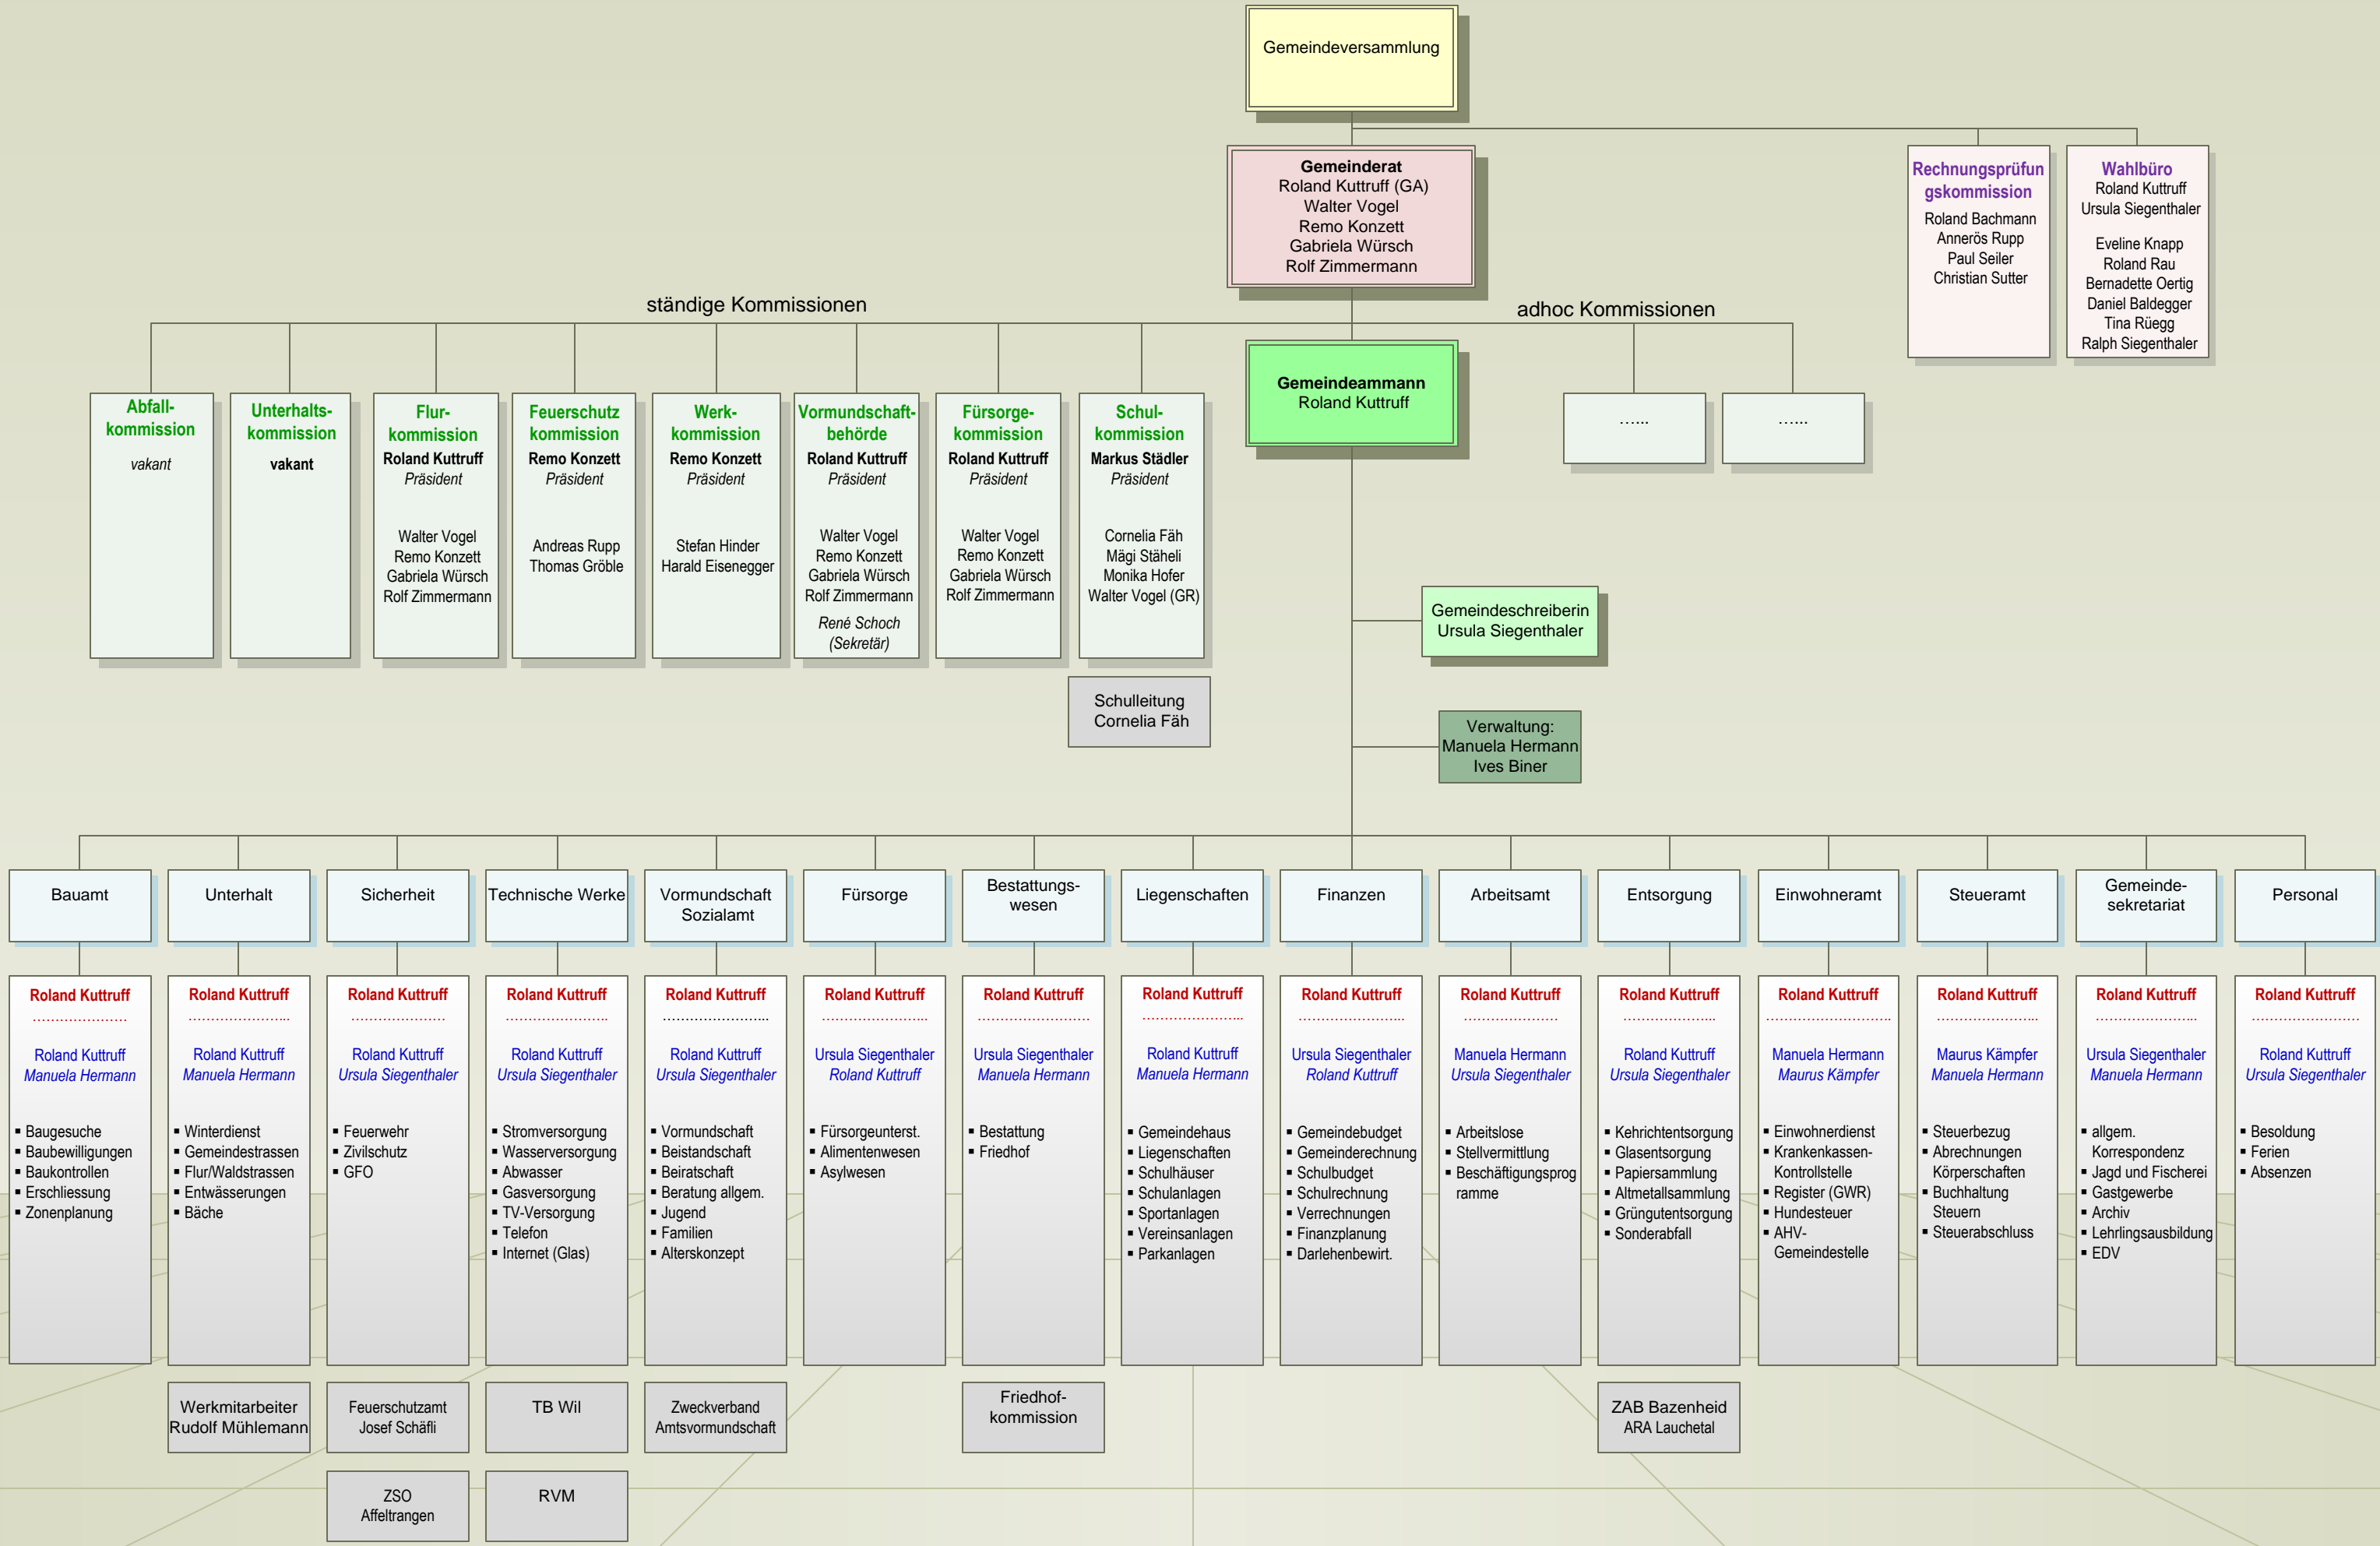 Gemeindeversammlung
Gemeinderat
Roland Kuttruff (GA)
Walter Vogel
Remo Konzett
Gabriela Würsch
Rolf Zimmermann
Rechnungsprüfun
gskommission
Roland Bachmann
Annerös Rupp
Paul Seiler
Christian Sutter
Wahlbüro
Roland Kuttruff
Ursula Siegenthaler
Eveline Knapp
Roland Rau
Bernadette Oertig
Daniel Baldegger
Tina Rüegg
Ralph Siegenthaler
ständige Kommissionen
adhoc Kommissionen
Abfall-
kommission
vakant
Unterhalts-
kommission
vakant
Flur-
kommission
Roland Kuttruff
Präsident
Walter Vogel
Remo Konzett
Gabriela Würsch
Rolf Zimmermann
Feuerschutz
kommission
Remo Konzett
Präsident
Andreas Rupp
Thomas Gröble
Werk-
kommission
Remo Konzett
Präsident
Stefan Hinder
Harald Eisenegger
Vormundschaft-
behörde
Roland Kuttruff
Präsident
Walter Vogel
Remo Konzett
Gabriela Würsch
Rolf Zimmermann
René Schoch
(Sekretär)
Fürsorge-
kommission
Roland Kuttruff
Präsident
Walter Vogel
Remo Konzett
Gabriela Würsch
Rolf Zimmermann
Schul-
kommission
Markus Städler
Präsident
Cornelia Fäh
Mägi Stäheli
Monika Hofer
Walter Vogel (GR)
Schulleitung
Cornelia Fäh
Gemeindeammann
Roland Kuttruff
…...
…...
Gemeindeschreiberin
Ursula Siegenthaler
Verwaltung:
Manuela Hermann
Ives Biner
Bauamt
Roland Kuttruff
…………………
Roland Kuttruff
Manuela Hermann
▪ Baugesuche
▪ Baubewilligungen
▪ Baukontrollen
▪ Erschliessung
▪ Zonenplanung
Unterhalt
Roland Kuttruff
…………………..
Roland Kuttruff
Manuela Hermann
▪ Winterdienst
▪ Gemeindestrassen
▪ Flur/Waldstrassen
▪ Entwässerungen
▪ Bäche
Werkmitarbeiter
Rudolf Mühlemann
Sicherheit
Roland Kuttruff
…………………
Roland Kuttruff
Ursula Siegenthaler
▪ Feuerwehr
▪ Zivilschutz
▪ GFO
Feuerschutzamt
Josef Schäfli
ZSO
Affeltrangen
Technische Werke
Roland Kuttruff
…………………..
Roland Kuttruff
Ursula Siegenthaler
▪ Stromversorgung
▪ Wasserversorgung
▪ Abwasser
▪ Gasversorgung
▪ TV-Versorgung
▪ Telefon
▪ Internet (Glas)
TB Wil
RVM
Vormundschaft
Sozialamt
Roland Kuttruff
…………………..
Roland Kuttruff
Ursula Siegenthaler
▪ Vormundschaft
▪ Beistandschaft
▪ Beiratschaft
▪ Beratung allgem.
▪ Jugend
▪ Familien
▪ Alterskonzept
Zweckverband
Amtsvormundschaft
Fürsorge
Roland Kuttruff
…………………..
Ursula Siegenthaler
Roland Kuttruff
▪ Fürsorgeunterst.
▪ Alimentenwesen
▪ Asylwesen
Bestattungs-
wesen
Roland Kuttruff
…………………….
Ursula Siegenthaler
Manuela Hermann
▪ Bestattung
▪ Friedhof
Friedhof-
kommission
Liegenschaften
Roland Kuttruff
…………………..
Roland Kuttruff
Manuela Hermann
▪ Gemeindehaus
▪ Liegenschaften
▪ Schulhäuser
▪ Schulanlagen
▪ Sportanlagen
▪ Vereinsanlagen
▪ Parkanlagen
Finanzen
Roland Kuttruff
…………………..
Ursula Siegenthaler
Roland Kuttruff
▪ Gemeindebudget
▪ Gemeinderechnung
▪ Schulbudget
▪ Schulrechnung
▪ Verrechnungen
▪ Finanzplanung
▪ Darlehenbewirt.
Arbeitsamt
Roland Kuttruff
…………………
Manuela Hermann
Ursula Siegenthaler
▪ Arbeitslose
▪ Stellvermittlung
▪ Beschäftigungsprog
ramme
Entsorgung
Roland Kuttruff
………………...
Roland Kuttruff
Ursula Siegenthaler
▪ Kehrichtentsorgung
▪ Glasentsorgung
▪ Papiersammlung
▪ Altmetallsammlung
▪ Grüngutentsorgung
▪ Sonderabfall
ZAB Bazenheid
ARA Lauchetal
Einwohneramt
Roland Kuttruff
……………………….
Manuela Hermann
Maurus Kämpfer
▪ Einwohnerdienst
▪ Krankenkassen-
Kontrollstelle
▪ Register (GWR)
▪ Hundesteuer
▪ AHV-
Gemeindestelle
Steueramt
Roland Kuttruff
…………………..
Maurus Kämpfer
Manuela Hermann
▪ Steuerbezug
▪ Abrechnungen
Körperschaften
▪ Buchhaltung
Steuern
▪ Steuerabschluss
Gemeinde-
sekretariat
Roland Kuttruff
…………………..
Ursula Siegenthaler
Manuela Hermann
▪ allgem.
Korrespondenz
▪ Jagd und Fischerei
▪ Gastgewerbe
▪ Archiv
▪ Lehrlingsausbildung
▪ EDV
Personal
Roland Kuttruff
……………………
Roland Kuttruff
Ursula Siegenthaler
▪ Besoldung
▪ Ferien
▪ Absenzen